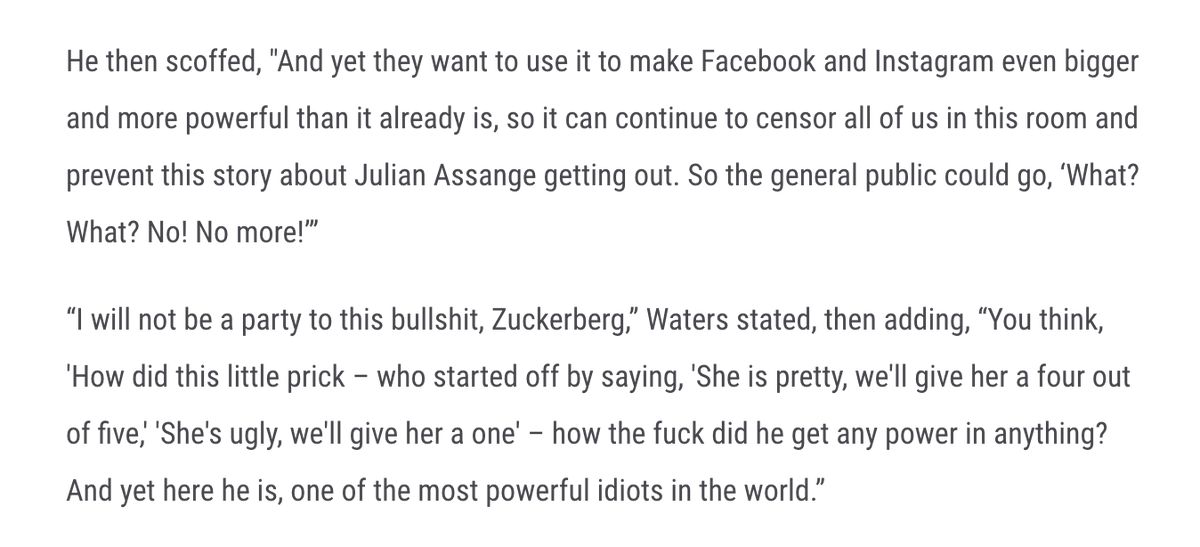 He then scoffed, "And yet they want to use it to make Facebook and Instagram even bigger
and more powerful than it already is, so it can continue to censor all of us in this room and
prevent this story about Julian Assange getting out. So the general public could go, ‘What?
What? No! No more!’”
“I will not be a party to this bullshit, Zuckerberg,” Waters stated, then adding, “You think,
'How did this little prick – who started off by saying, 'She is pretty, we'll give her a four out
of five,' 'She's ugly, we'll give her a one' – how the fuck did he get any power in anything?
And yet here he is, one of the most powerful idiots in the world.”